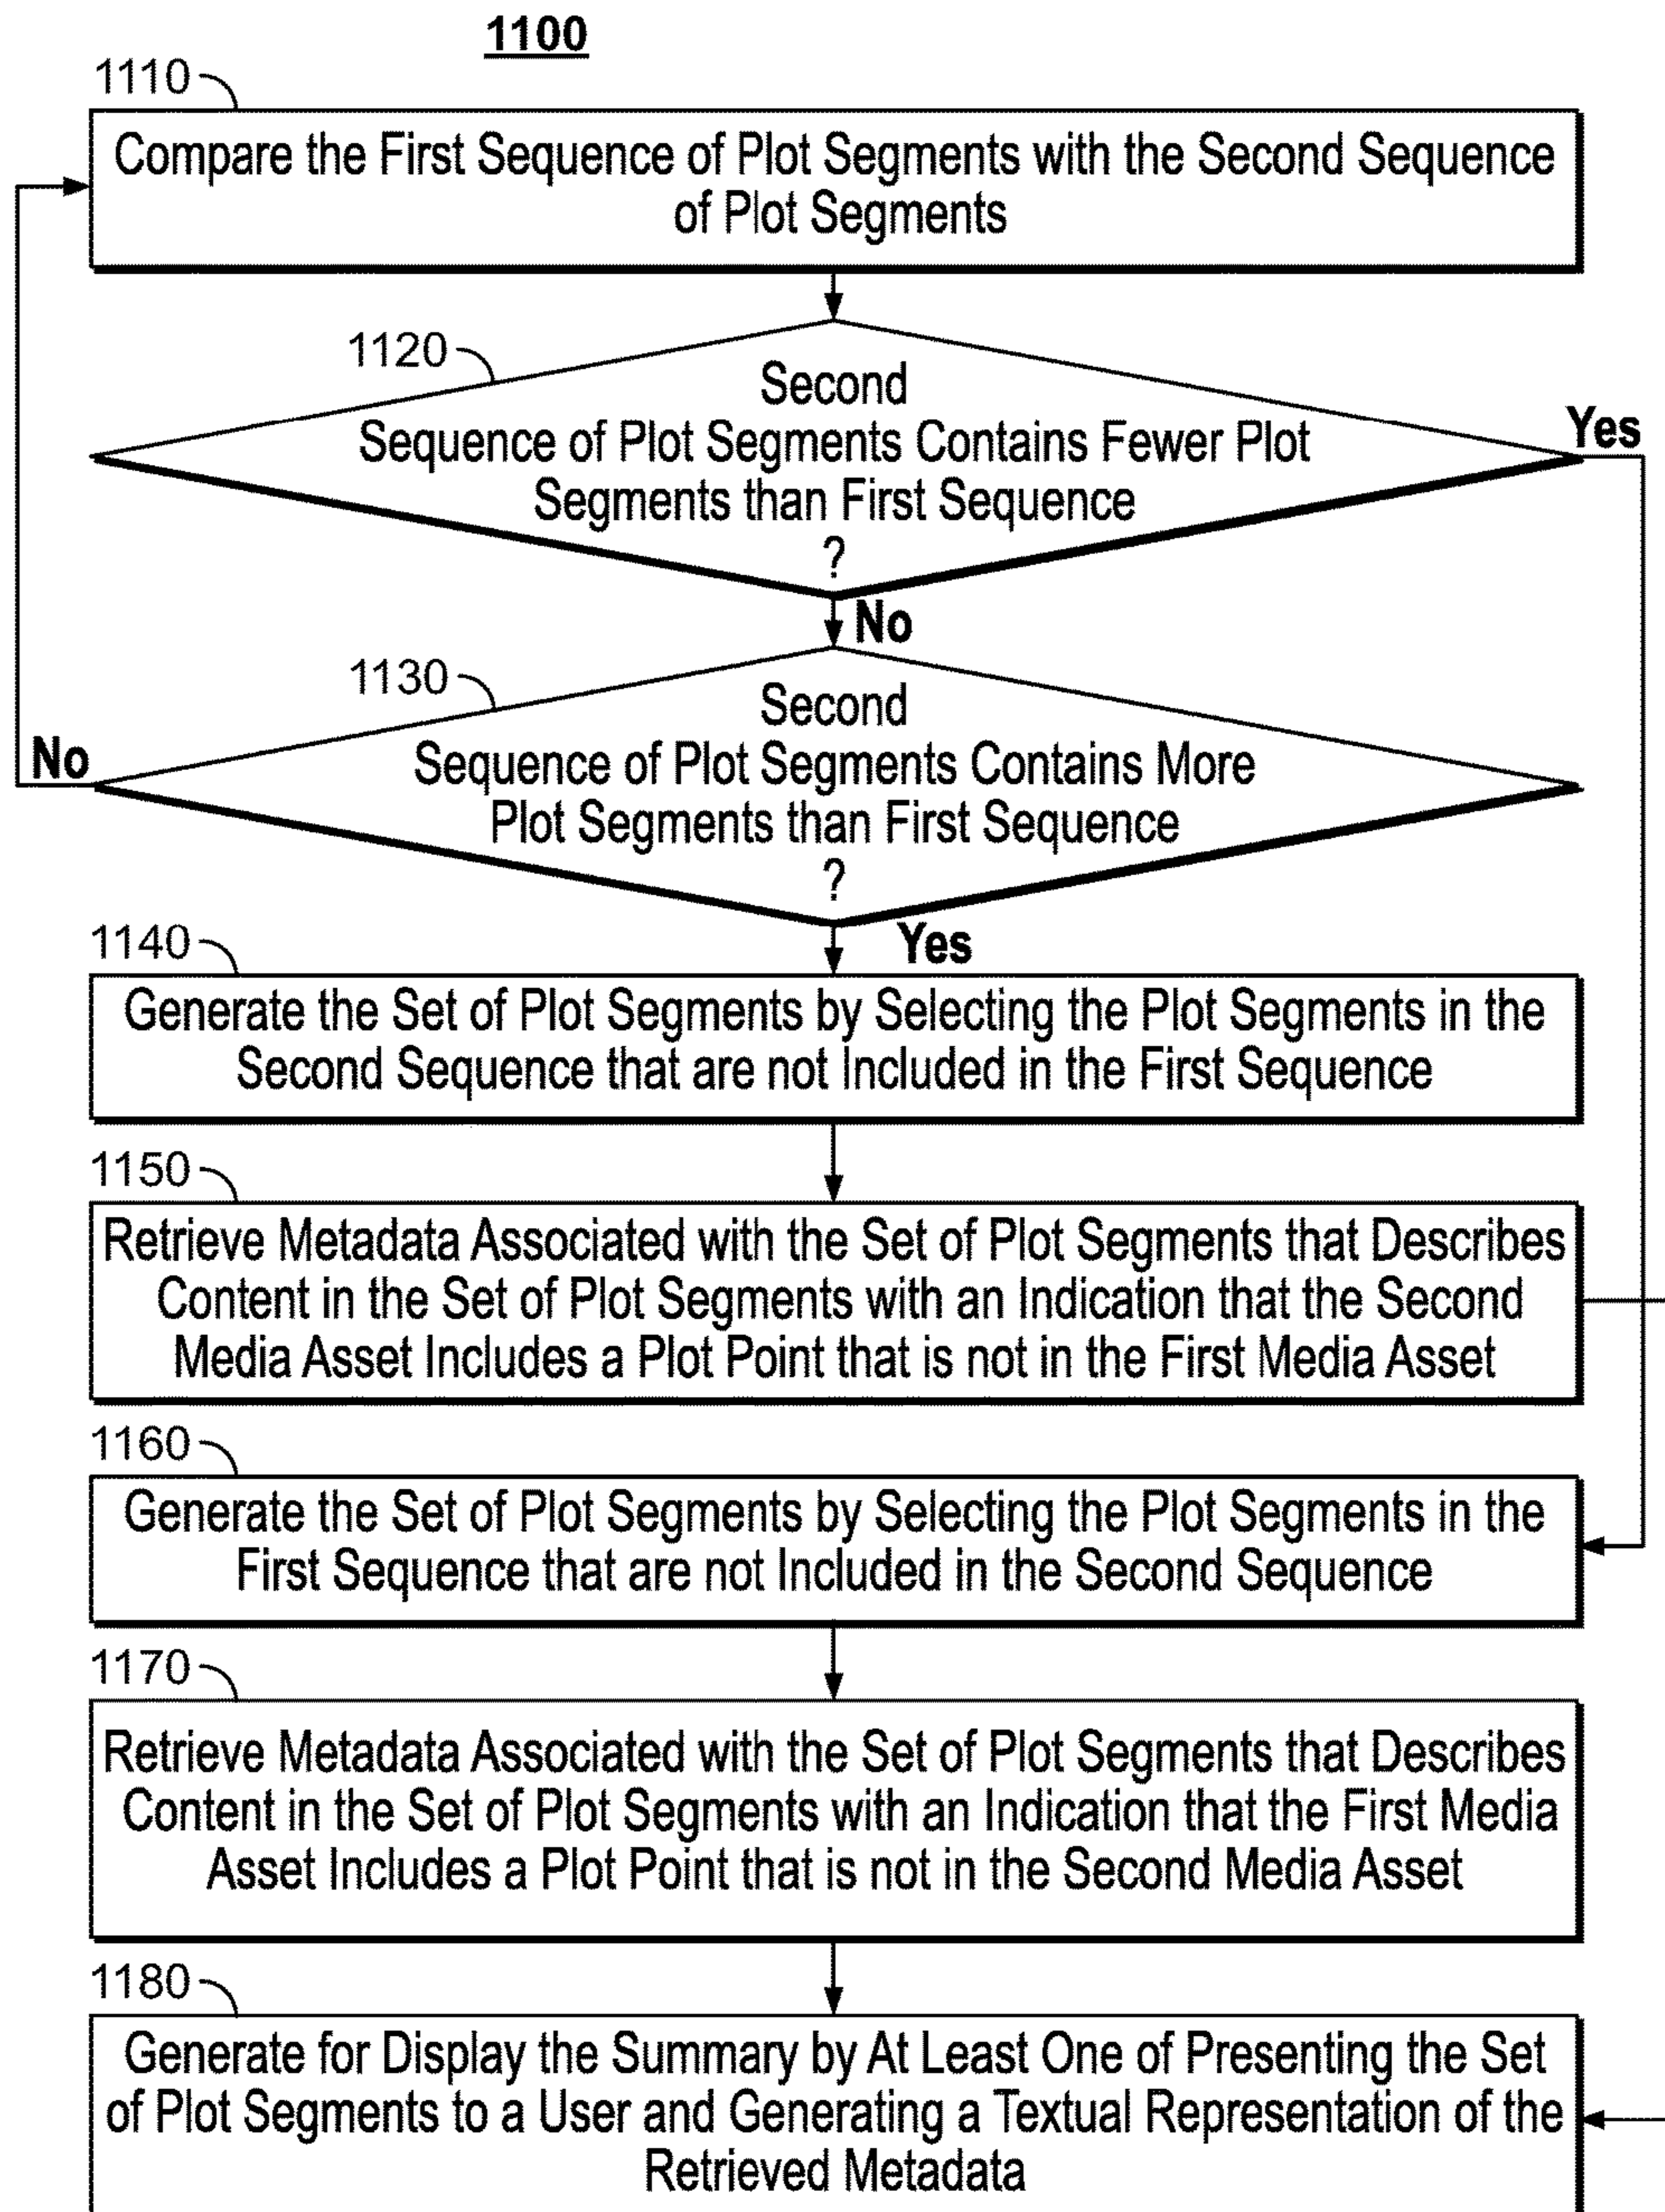 1100
1110
Compare the First Sequence of Plot Segments with the Second Sequence
of Plot Segments
1120
Second
Sequence of Plot Segments Contains Fewer Plot
Segments than First Sequence
?
Yes
No
1130
Second
Sequence of Plot Segments Contains More
Plot Segments than First Sequence
?
No
Yes
1140
Generate the Set of Plot Segments by Selecting the Plot Segments in the
Second Sequence that are not Included in the First Sequence
1150
Retrieve Metadata Associated with the Set of Plot Segments that Describes
Content in the Set of Plot Segments with an Indication that the Second
Media Asset Includes a Plot Point that is not in the First Media Asset
1160
Generate the Set of Plot Segments by Selecting the Plot Segments in the
First Sequence that are not Included in the Second Sequence
1170
Retrieve Metadata Associated with the Set of Plot Segments that Describes
Content in the Set of Plot Segments with an Indication that the First Media
Asset Includes a Plot Point that is not in the Second Media Asset
1180
Generate for Display the Summary by At Least One of Presenting the Set
of Plot Segments to a User and Generating a Textual Representation of the
Retrieved Metadata